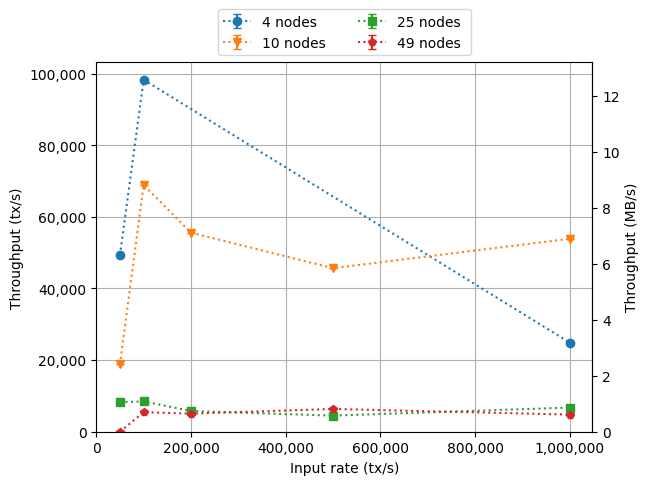 4 nodes
10 nodes
25 nodes
49 nodes
Throughput (tx/s)
100,000
80,000
60,000
40,000
20,000
0
Throughput (MB/s)
12
10
8
6
4
2
0
0
200,000
400,000
600,000
800,000
1,000,000
Input rate (tx/s)